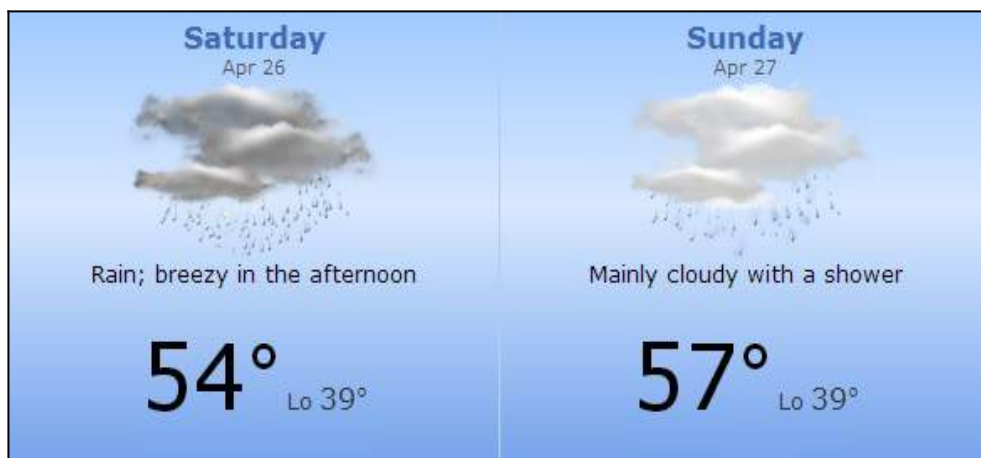 Saturday
Apr 26
Rain; breezy in the afternoon
54° Lo 39°
Sunday
Apr 27
Mainly cloudy with a shower
57° Lo 39°